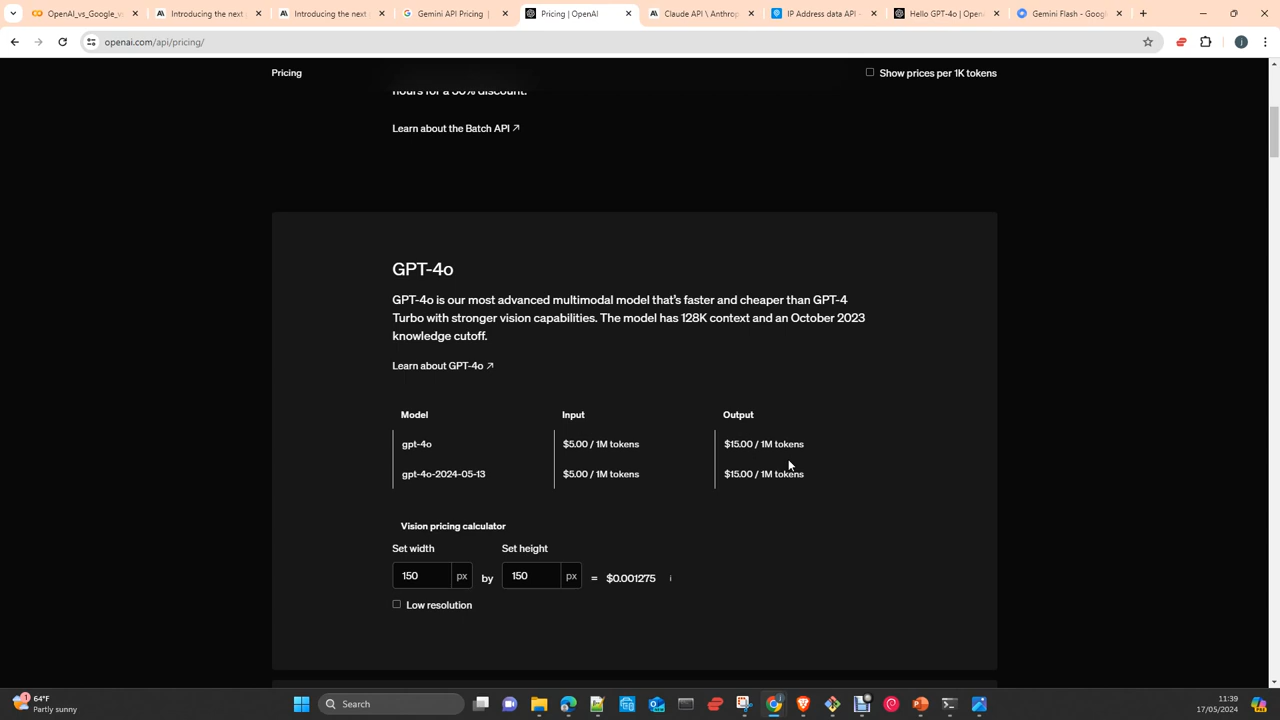 OpenAI_vs_Google_v
Introducing the next
Introducing the next
Gemini API Pricing
Pricing | OpenAI
Claude API \ Anthrop
IP Address data API -
Hello GPT-4o | OpenA
Gemini Flash - Goog
openai.com/api/pricing/
Pricing
Show prices per 1K tokens
hours for a 50% discount.
Learn about the Batch API ↗
GPT-4o
GPT-4o is our most advanced multimodal model that's faster and cheaper than GPT-4
Turbo with stronger vision capabilities. The model has 128K context and an October 2023
knowledge cutoff.
Learn about GPT-4o ↗
Model Input Output
gpt-4o $5.00 / 1M tokens $15.00 / 1M tokens
gpt-4o-2024-05-13 $5.00 / 1M tokens $15.00 / 1M tokens
Vision pricing calculator
Set width Set height
150 px by 150 px = $0.001275 i
Low resolution
1
64°F
Partly sunny
Search
11:39
17/05/2024